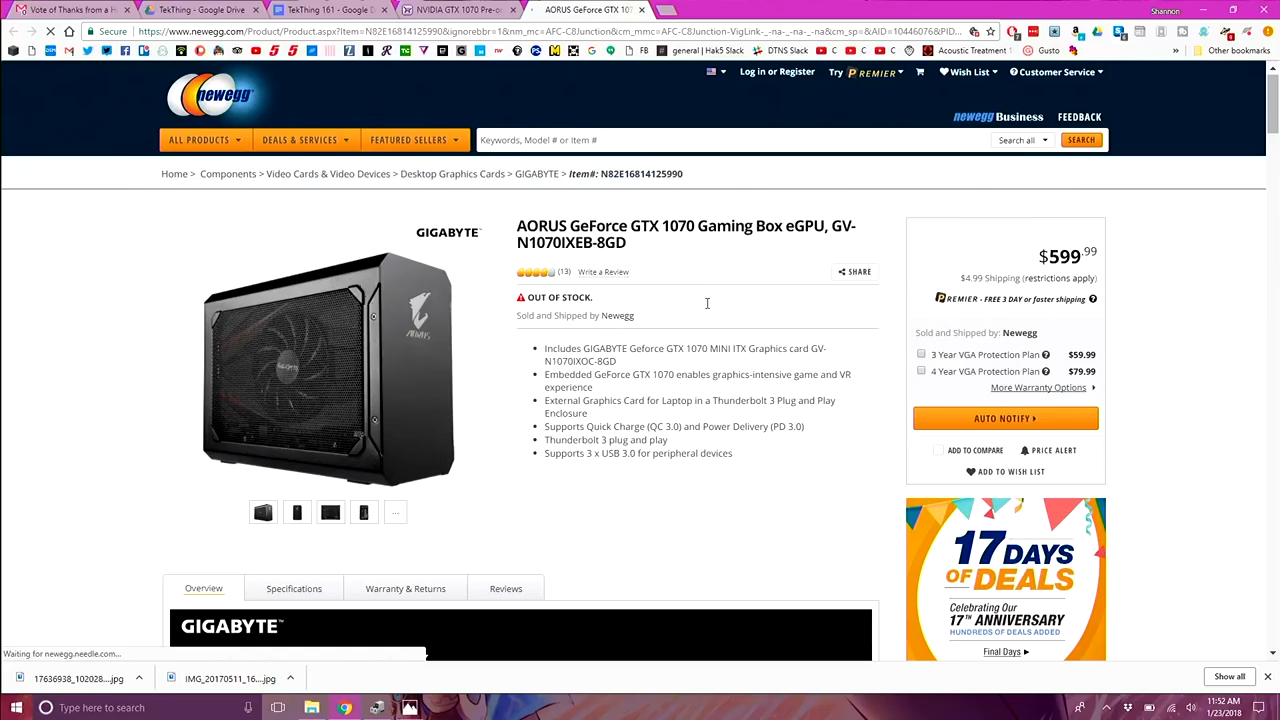 Vote of Thanks from a H
TekThing - Google Drive
TekThing 161 - Google D
NVIDIA GTX 1070 Pre-o
AORUS GeForce GTX 107
Shannon
Secure
https://www.newegg.com/Product/Product.aspx?Item=N82E16814125990&ignorebbr=1&nm_mc=AFC-C8Junction&cm_mmc=AFC-C8Junction-VigLink-_-na-_-na-_-na&cm_sp=&AID=10446076&PID...
FB
general | Hak5 Slack
DTNS Slack
C
C
Acoustic Treatment 1
Gusto
Other bookmarks
newegg
Log in or Register
Try PREMIER
Wish List
Customer Service
newegg Business
FEEDBACK
ALL PRODUCTS
DEALS & SERVICES
FEATURED SELLERS
Keywords, Model # or Item #
Search all
SEARCH
Home > Components > Video Cards & Video Devices > Desktop Graphics Cards > GIGABYTE > Item#: N82E16814125990
GIGABYTE™
AORUS
AORUS GeForce GTX 1070 Gaming Box eGPU, GV-
N1070IXEB-8GD
(13) Write a Review
SHARE
OUT OF STOCK.
Sold and Shipped by Newegg
Includes GIGABYTE Geforce GTX 1070 MINI ITX Graphics card GV-
N1070IXOC-8GD
Embedded GeForce GTX 1070 enables graphics-intensive game and VR
experience
External Graphics Card for Laptop in a Thunderbolt 3 Plug and Play
Enclosure
Supports Quick Charge (QC 3.0) and Power Delivery (PD 3.0)
Thunderbolt 3 plug and play
Supports 3 x USB 3.0 for peripheral devices
$599.99
$4.99 Shipping (restrictions apply)
PREMIER - FREE 3 DAY or faster shipping
Sold and Shipped by: Newegg
3 Year VGA Protection Plan $59.99
4 Year VGA Protection Plan $79.99
More Warranty Options
AUTO NOTIFY
ADD TO COMPARE
PRICE ALERT
ADD TO WISH LIST
...
17 DAYS
OF DEALS
Celebrating Our
17TH ANNIVERSARY
HUNDREDS OF DEALS ADDED
Final Days
Overview
Specifications
Warranty & Returns
Reviews
GIGABYTE™
Waiting for newegg.needle.com...
17636938_102028....jpg
IMG_20170511_16....jpg
Show all
Type here to search
11:52 AM
1/23/2018